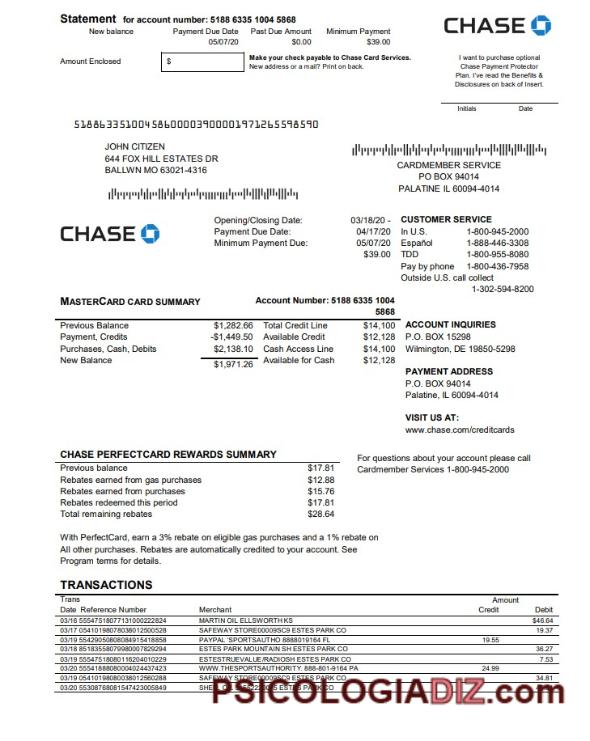 Statement for account number: 5188 6335 1004 5868
New balance Payment Due Date Past Due Amount Minimum Payment
05/07/20 $0.00 $39.00
CHASE
Amount Enclosed $ Make your check payable to Chase Card Services.
New address or a mail? Print on back.
I want to purchase optional
Chase Payment Protector
Plan. I've read the Benefits &
Disclosures on back of Insert.
Initials Date
JOHN CITIZEN
644 FOX HILL ESTATES DR
BALLWN MO 63021-4316
CARDMEMBER SERVICE
PO BOX 94014
PALATINE IL 60094-4014
CHASE
Opening/Closing Date: 03/18/20 -
Payment Due Date: 04/17/20
Minimum Payment Due: 05/07/20
$39.00
CUSTOMER SERVICE
In U.S. 1-800-945-2000
Español 1-888-446-3308
TDD 1-800-955-8080
Pay by phone 1-800-436-7958
Outside U.S. call collect
1-302-594-8200
MASTERCARD CARD SUMMARY Account Number: 5188 6335 1004
5868
Previous Balance $1,282.66 Total Credit Line $14,100
Payment, Credits -$1,449.50 Available Credit $12,128
Purchases, Cash, Debits $2,138.10 Cash Access Line $14,100
New Balance $1,971.26 Available for Cash $12,128
ACCOUNT INQUIRIES
P.O. BOX 15298
Wilmington, DE 19850-5298
PAYMENT ADDRESS
P.O. BOX 94014
Palatine, IL 60094-4014
VISIT US AT:
www.chase.com/creditcards
CHASE PERFECTCARD REWARDS SUMMARY
Previous balance $17.81
Rebates earned from gas purchases $12.88
Rebates earned from purchases $15.76
Rebates redeemed this period $17.81
Total remaining rebates $28.64
For questions about your account please call
Cardmember Services 1-800-945-2000
With PerfectCard, earn a 3% rebate on eligible gas purchases and a 1% rebate on
All other purchases. Rebates are automatically credited to your account. See
Program terms for details.
TRANSACTIONS
Trans Amount
Date Reference Number Merchant Credit Debit
03/16 MARTIN OIL ELLSWORTH KS $46.64
03/18 SAFEWAY STORE00009SC9 ESTES PARK CO 19.37
03/19 PAYPAL 'SPORTSAUTHO 8888019164 FL 19.55
03/18 ESTES PARK MOUNTAIN SH ESTES PARK CO 36.27
03/19 ESTESTRUEVALUE/RADIOSH ESTES PARK CO 7.53
03/20 WWW.THESPORTSAUTHORITY. 888-801-9164 PA 24.99
03/19 SAFEWAY STORE00009SC9 ESTES PARK CO 34.81
03/20 ESTES PARK CO
PSICOLOGIADIZ.com